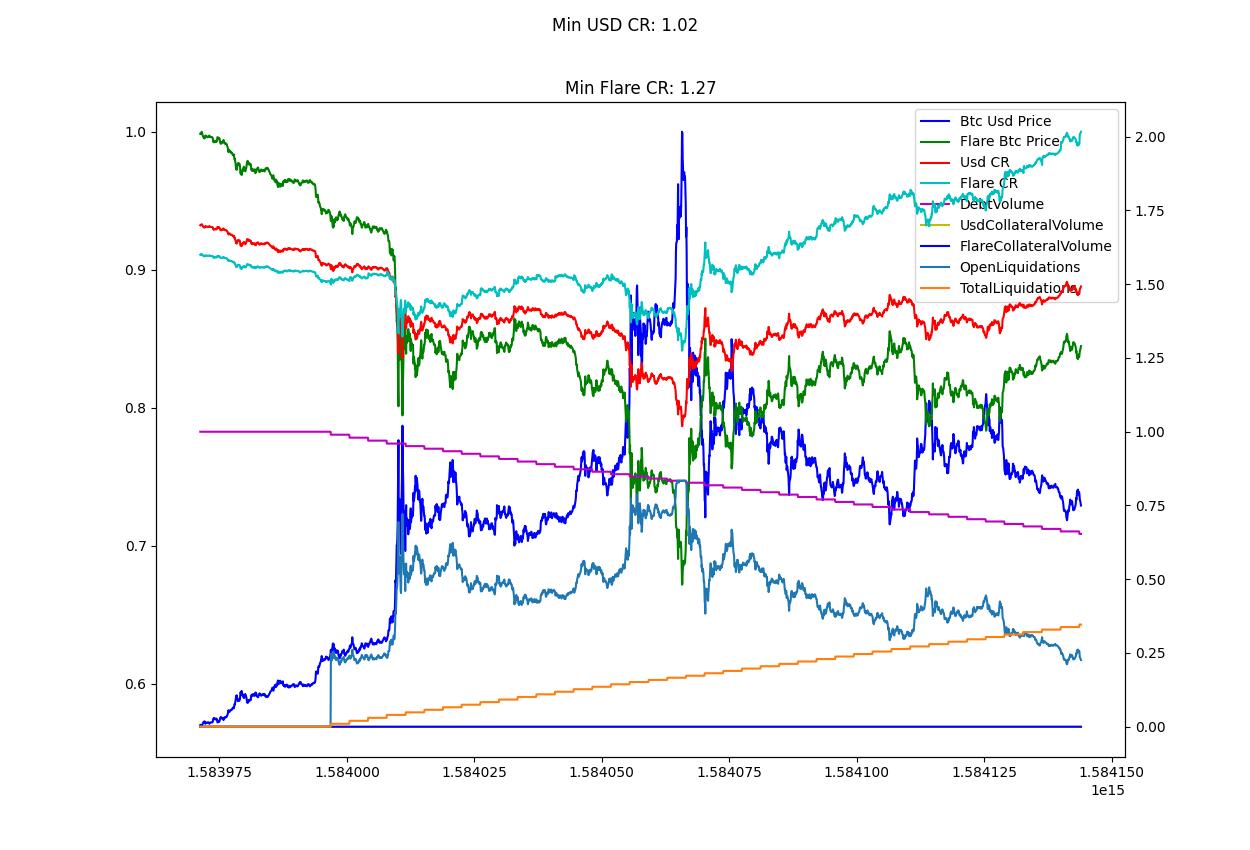 Min USD CR: 1.02
Min Flare CR: 1.27
Btc Usd Price
Flare Btc Price
Usd CR
Flare CR
DebtVolume
UsdCollateralVolume
FlareCollateralVolume
OpenLiquidations
TotalLiquidations
1.0
0.9
0.8
0.7
0.6
2.00
1.75
1.50
1.25
1.00
0.75
0.50
0.25
0.00
1.583975 1.584000 1.584025 1.584050 1.584075 1.584100 1.584125 1.584150
1e15